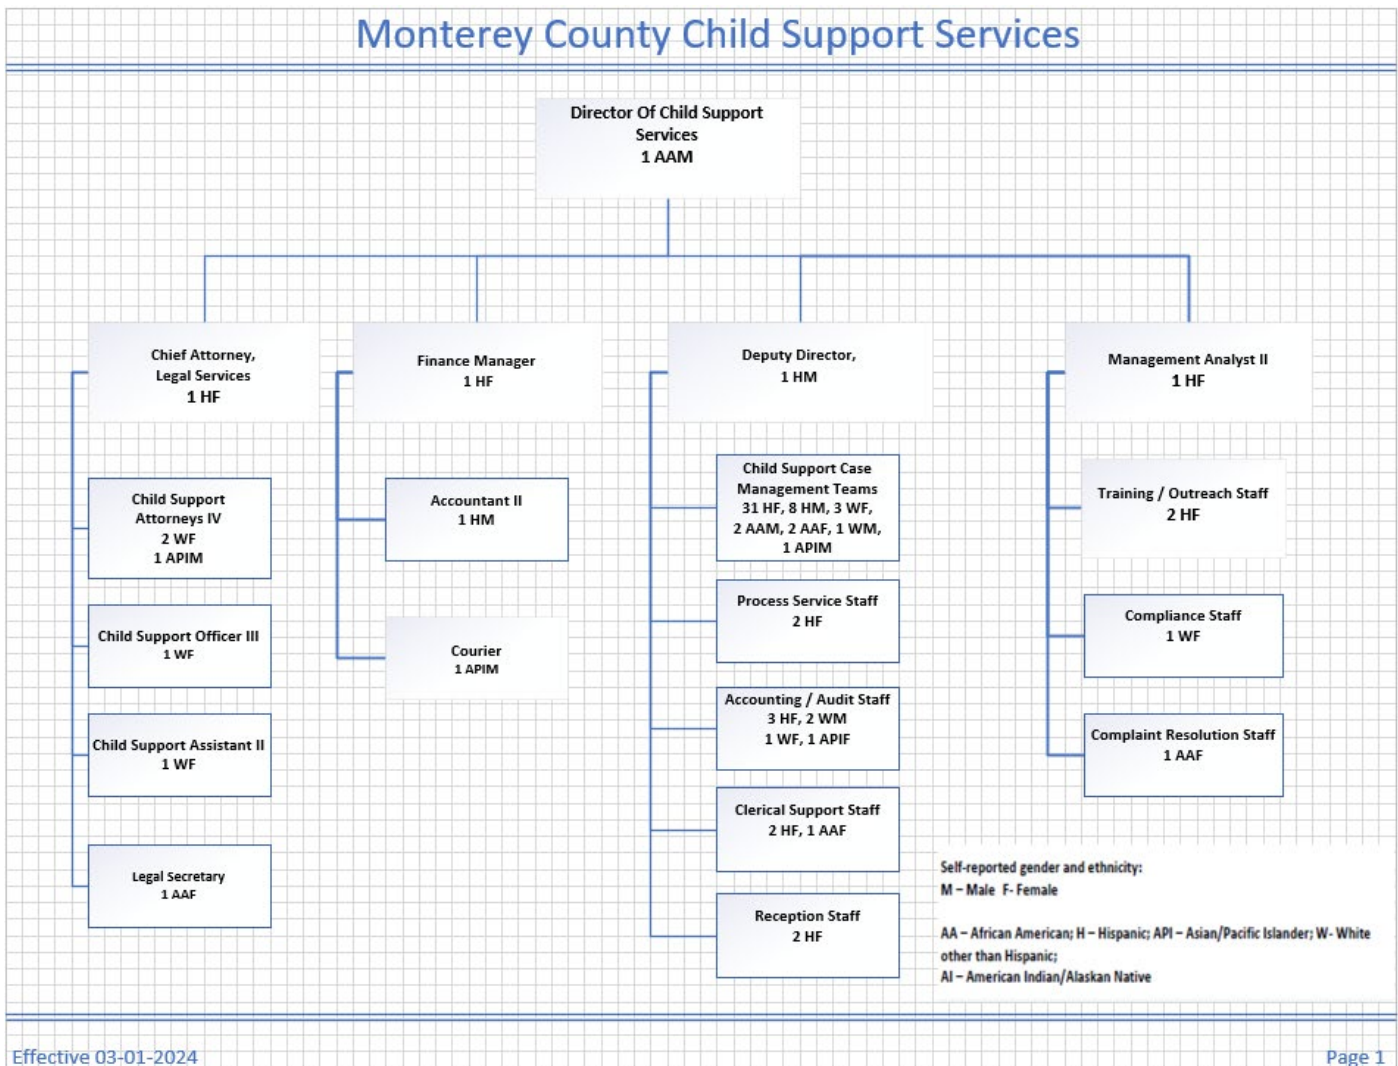 Monterey County Child Support Services
Director Of Child Support
Services
1 AAM
Chief Attorney,
Legal Services
1 HF
Finance Manager
1 HF
Deputy Director,
1 HM
Management Analyst II
1 HF
Child Support
Attorneys IV
2 WF
1 APIM
Child Support Officer III
1 WF
Child Support Assistant II
1 WF
Legal Secretary
1 AAF
Accountant II
1 HM
Courier
1 APIM
Child Support Case
Management Teams
31 HF, 8 HM, 3 WF,
2 AAM, 2 AAF, 1 WM,
1 APIM
Process Service Staff
2 HF
Accounting / Audit Staff
3 HF, 2 WM
1 WF, 1 APIF
Clerical Support Staff
2 HF, 1 AAF
Reception Staff
2 HF
Training / Outreach Staff
2 HF
Compliance Staff
1 WF
Complaint Resolution Staff
1 AAF
Self-reported gender and ethnicity:
M – Male  F- Female
AA – African American; H – Hispanic; API – Asian/Pacific Islander; W- White
other than Hispanic;
AI – American Indian/Alaskan Native
Effective 03-01-2024
Page 1